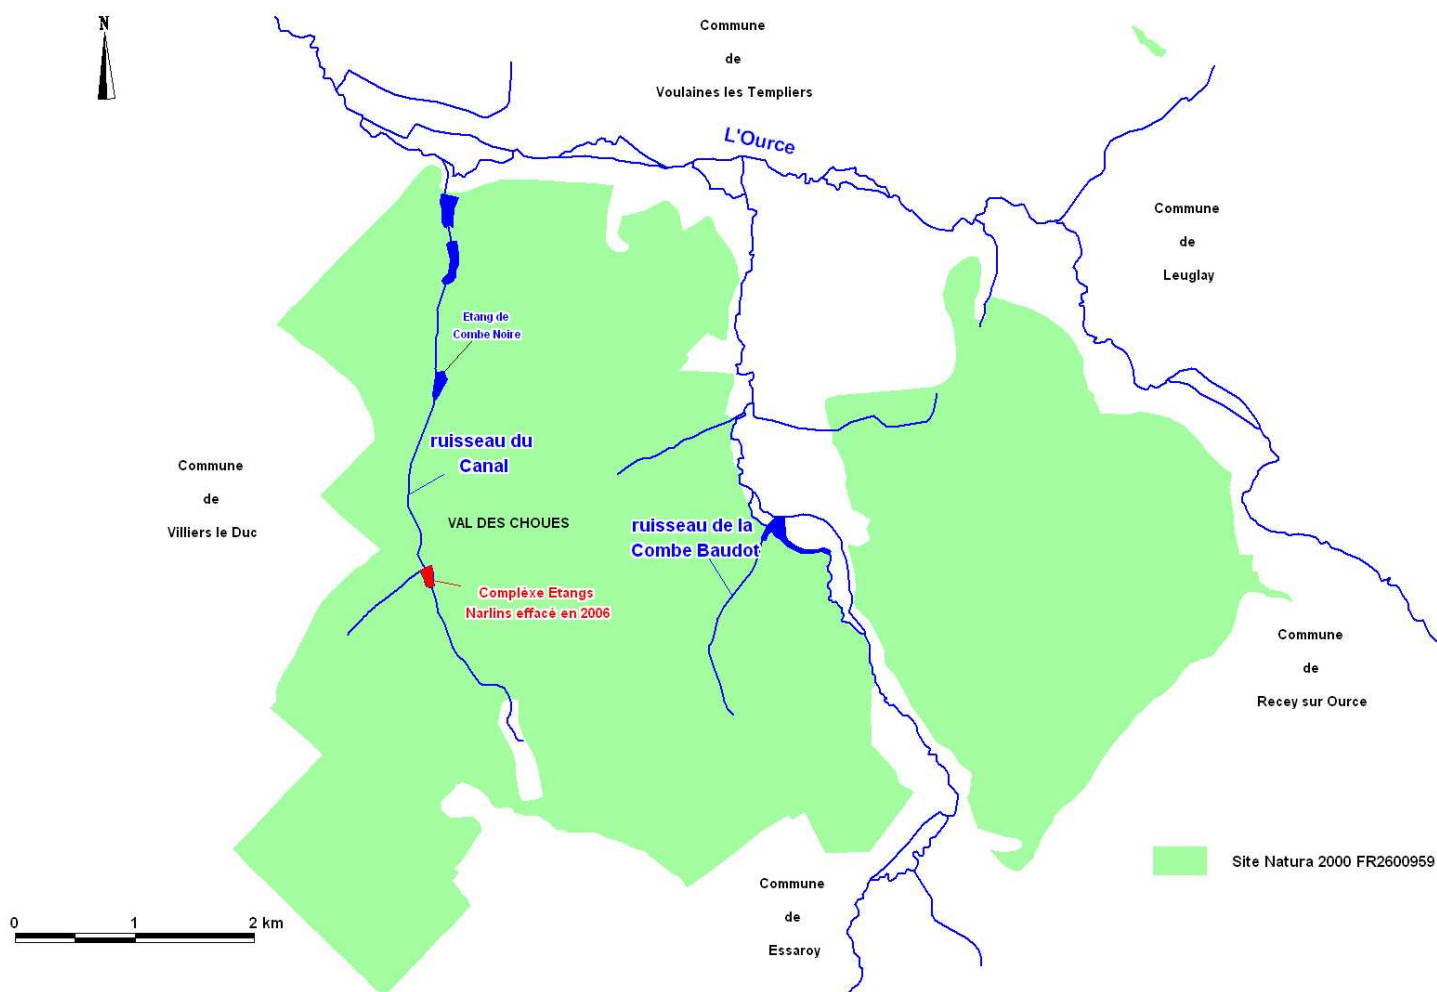 N
Commune
de
Voulaines les Templiers
L'Ource
Commune
de
Leuglay
Etang de
Combe Noire
ruisseau du
Canal
Commune
de
Villiers le Duc
VAL DES CHOUES
ruisseau de la
Combe Baudot
Compléxe Etangs
Narlins effacé en 2006
Commune
de
Recey sur Ource
Site Natura 2000 FR2600959
Commune
de
Essaroy
0 1 2 km